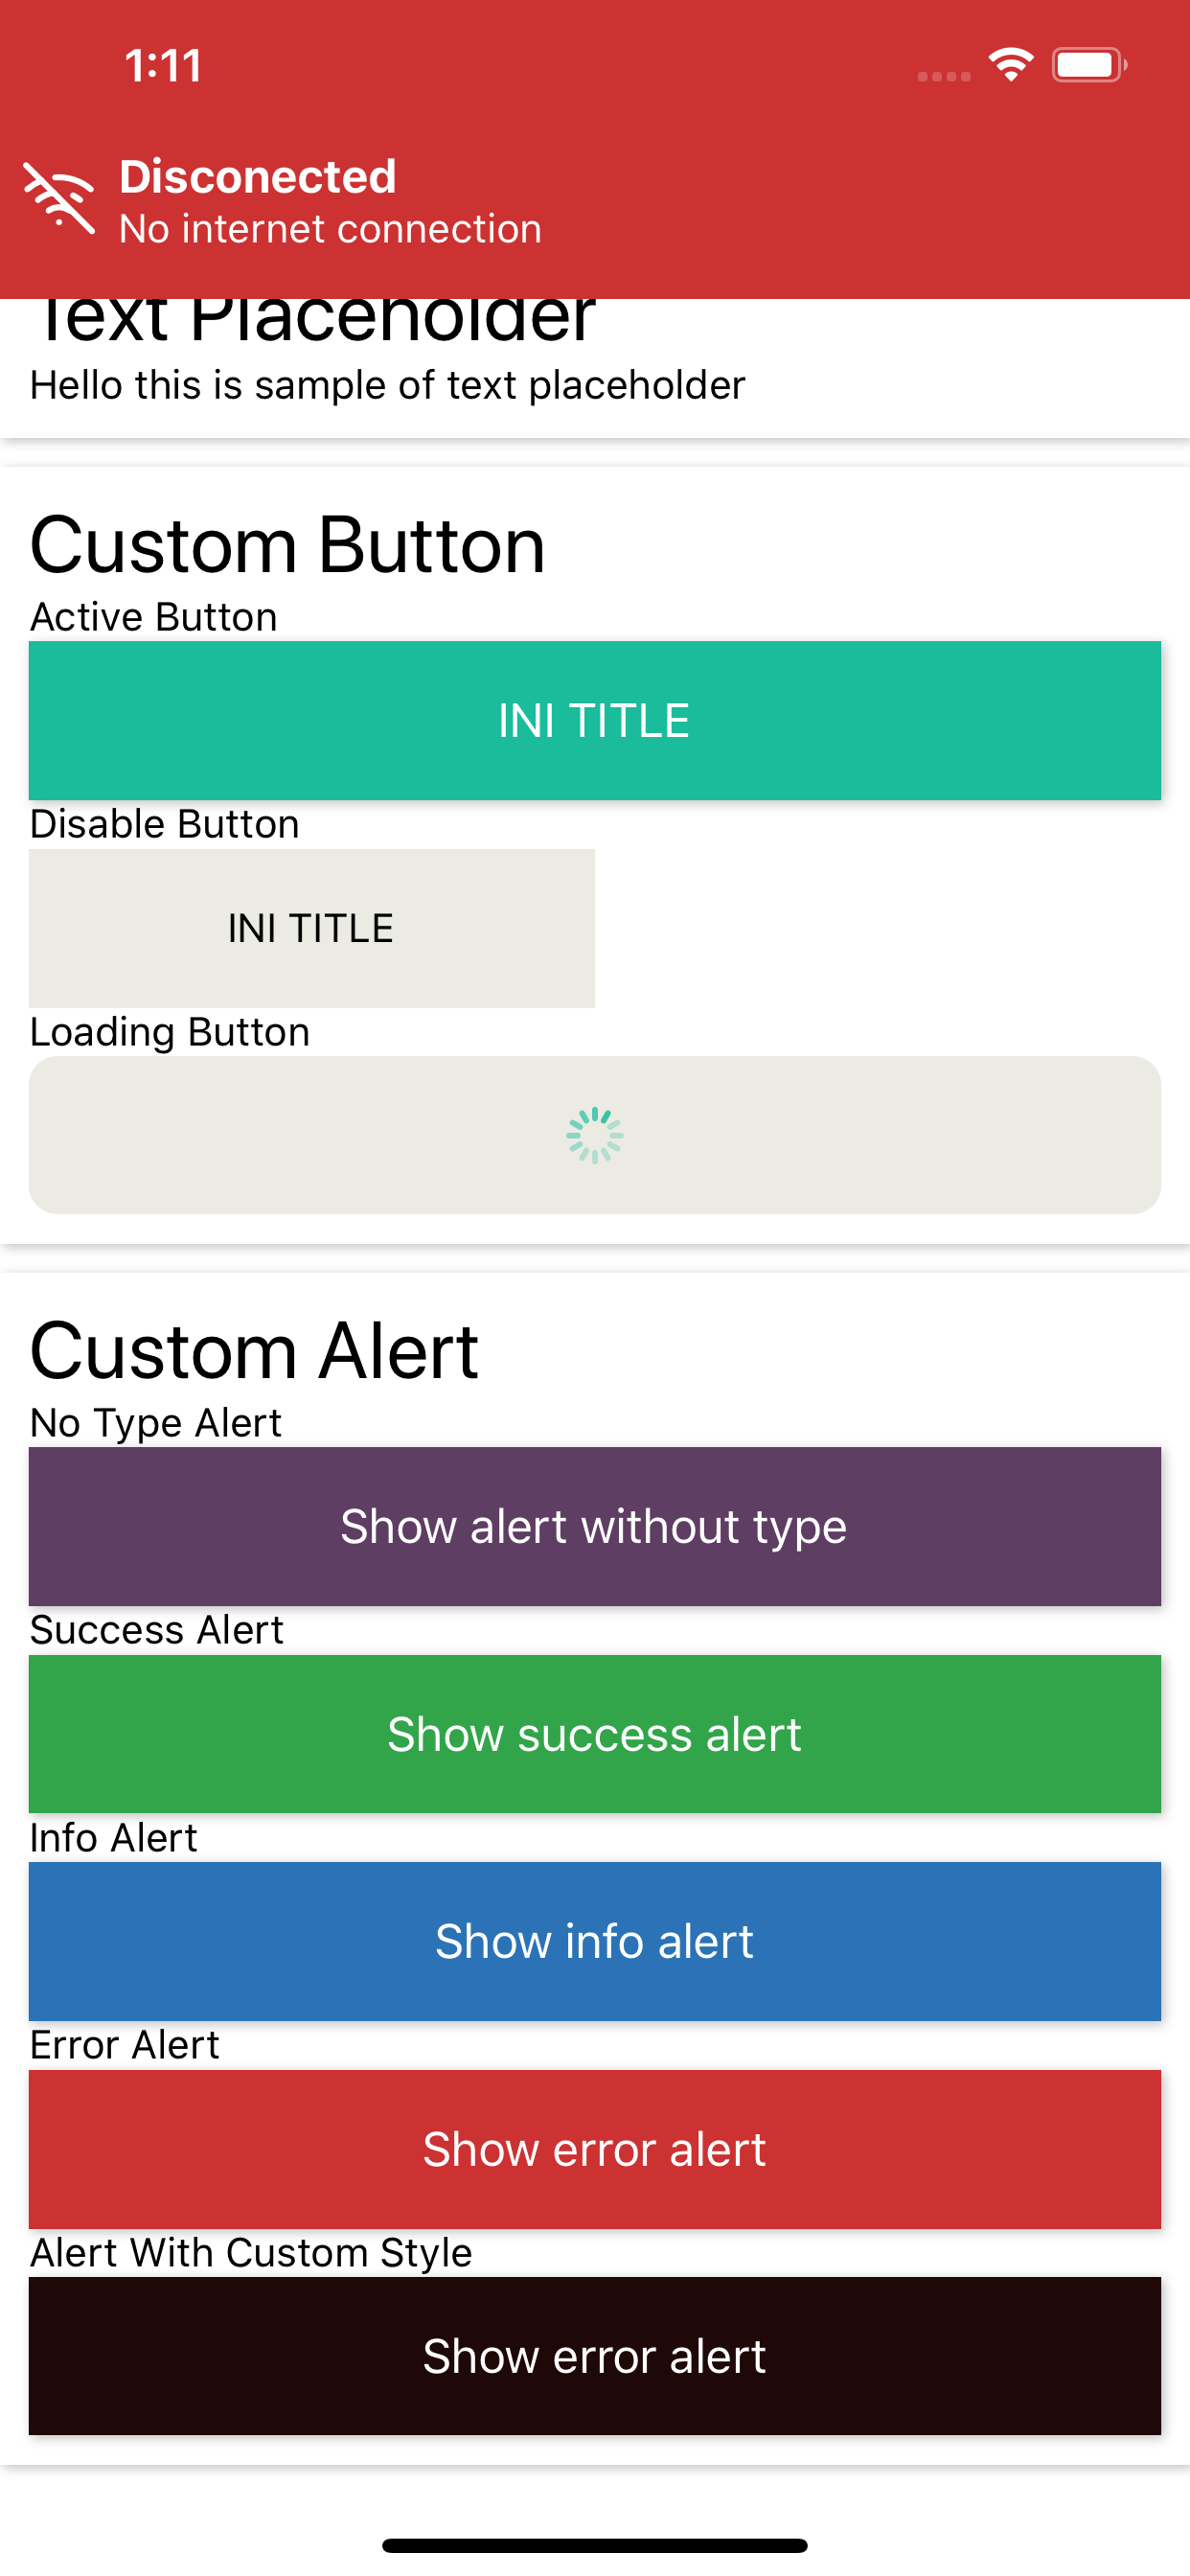 1:11
Disconected
No internet connection
Text Placeholder
Hello this is sample of text placeholder
Custom Button
Active Button
INI TITLE
Disable Button
INI TITLE
Loading Button
Custom Alert
No Type Alert
Show alert without type
Success Alert
Show success alert
Info Alert
Show info alert
Error Alert
Show error alert
Alert With Custom Style
Show error alert